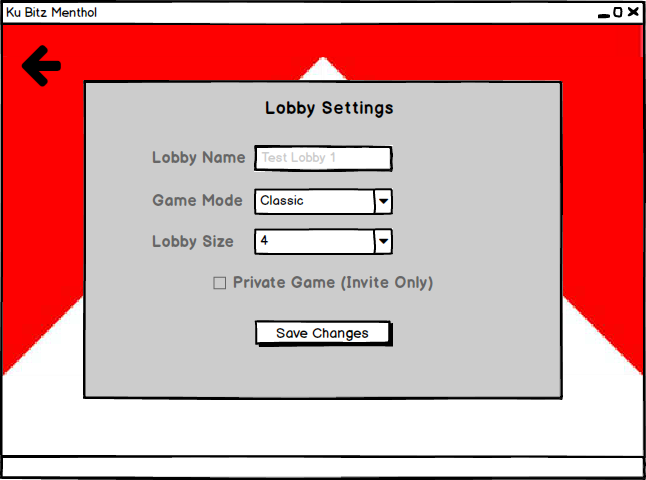 Ku Bitz Menthol
Lobby Settings
Lobby Name Test Lobby 1
Game Mode Classic
Lobby Size 4
Private Game (Invite Only)
Save Changes